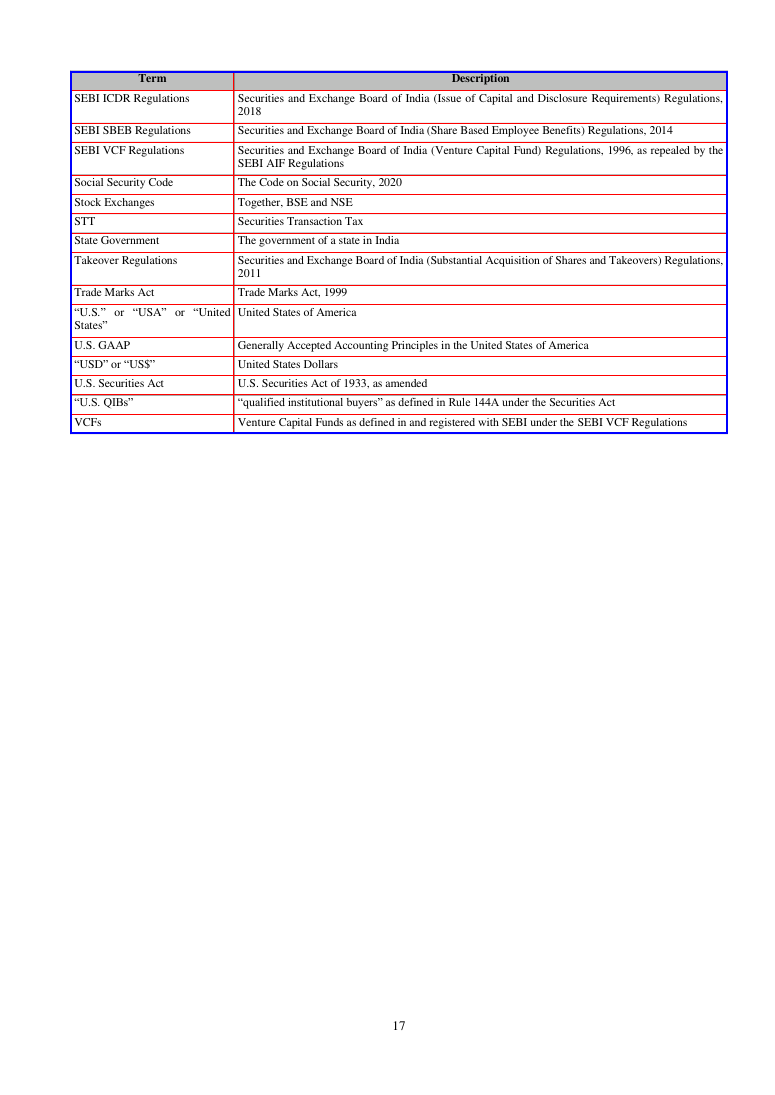 Term Description
SEBI ICDR Regulations Securities and Exchange Board of India (Issue of Capital and Disclosure Requirements) Regulations,
2018
SEBI SBEB Regulations Securities and Exchange Board of India (Share Based Employee Benefits) Regulations, 2014
SEBI VCF Regulations Securities and Exchange Board of India (Venture Capital Fund) Regulations, 1996, as repealed by the
SEBI AIF Regulations
Social Security Code The Code on Social Security, 2020
Stock Exchanges Together, BSE and NSE
STT Securities Transaction Tax
State Government The government of a state in India
Takeover Regulations Securities and Exchange Board of India (Substantial Acquisition of Shares and Takeovers) Regulations,
2011
Trade Marks Act Trade Marks Act, 1999
“U.S.” or “USA” or “United United States of America
States”
U.S. GAAP Generally Accepted Accounting Principles in the United States of America
“USD” or “US$” United States Dollars
U.S. Securities Act U.S. Securities Act of 1933, as amended
“U.S. QIBs” “qualified institutional buyers” as defined in Rule 144A under the Securities Act
VCFs Venture Capital Funds as defined in and registered with SEBI under the SEBI VCF Regulations
17